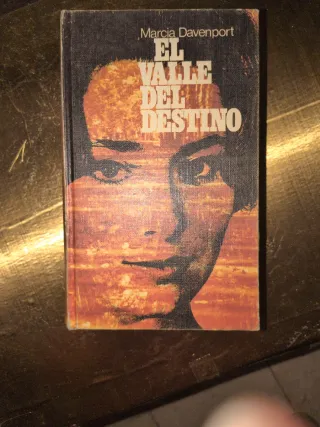 Marcia Davenport
EL
VALLE
DEL
DESTINO